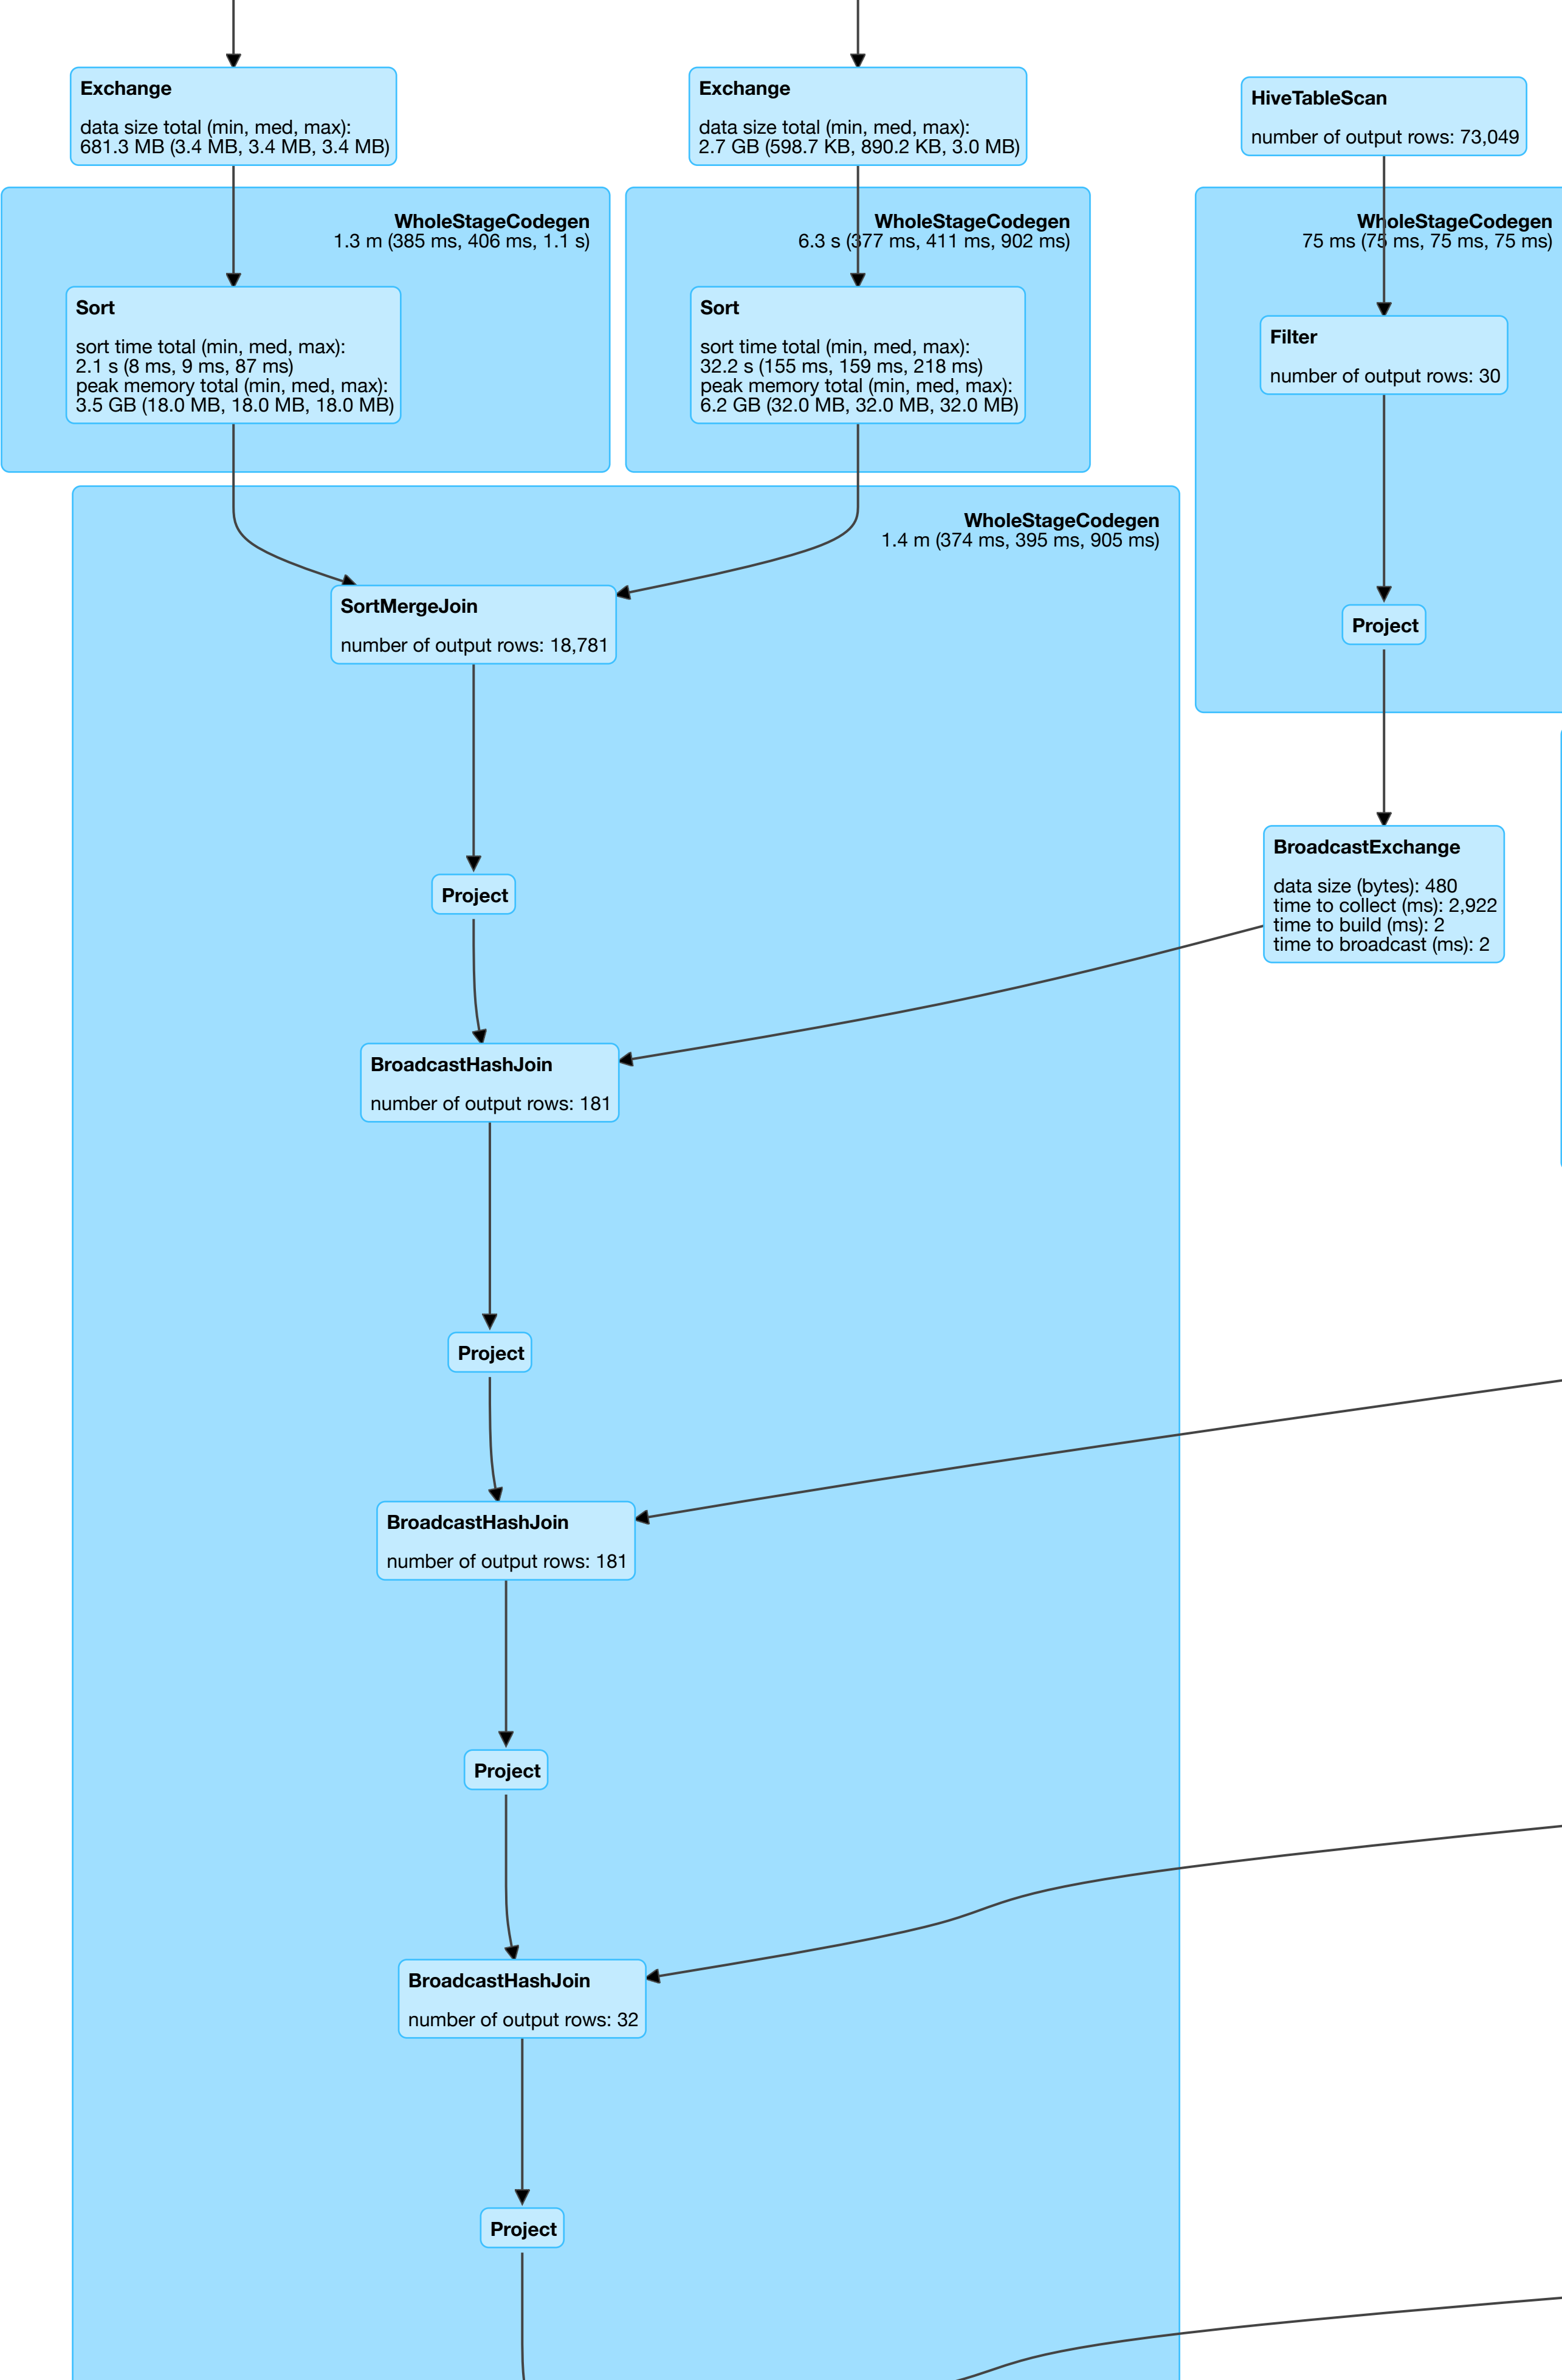 Exchange
data size total (min, med, max):
681.3 MB (3.4 MB, 3.4 MB, 3.4 MB)
Exchange
data size total (min, med, max):
2.7 GB (598.7 KB, 890.2 KB, 3.0 MB)
HiveTableScan
number of output rows: 73,049
WholeStageCodegen
1.3 m (385 ms, 406 ms, 1.1 s)
Sort
sort time total (min, med, max):
2.1 s (8 ms, 9 ms, 87 ms)
peak memory total (min, med, max):
3.5 GB (18.0 MB, 18.0 MB, 18.0 MB)
WholeStageCodegen
6.3 s (377 ms, 411 ms, 902 ms)
Sort
sort time total (min, med, max):
32.2 s (155 ms, 159 ms, 218 ms)
peak memory total (min, med, max):
6.2 GB (32.0 MB, 32.0 MB, 32.0 MB)
WholeStageCodegen
75 ms (75 ms, 75 ms, 75 ms)
Filter
number of output rows: 30
Project
BroadcastExchange
data size (bytes): 480
time to collect (ms): 2,922
time to build (ms): 2
time to broadcast (ms): 2
WholeStageCodegen
1.4 m (374 ms, 395 ms, 905 ms)
SortMergeJoin
number of output rows: 18,781
Project
BroadcastHashJoin
number of output rows: 181
Project
BroadcastHashJoin
number of output rows: 181
Project
BroadcastHashJoin
number of output rows: 32
Project